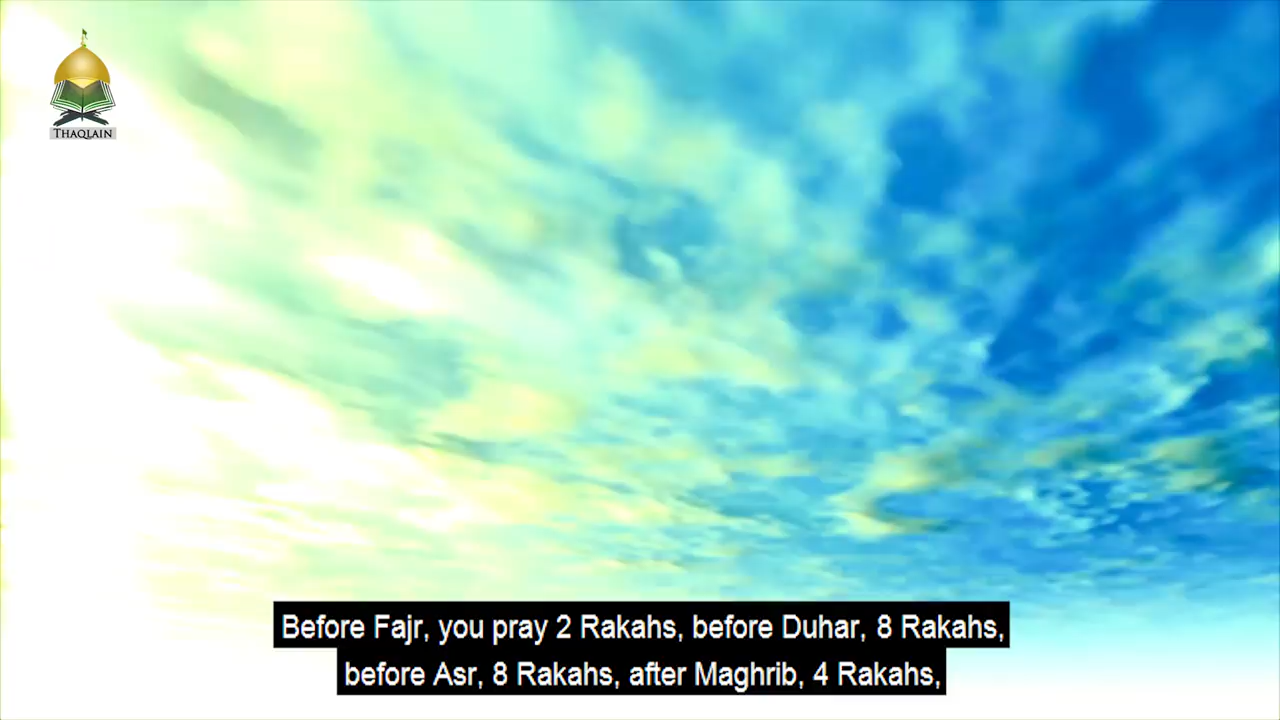 THAQLAIN
Before Fajr, you pray 2 Rakahs, before Duhar, 8 Rakahs,
before Asr, 8 Rakahs, after Maghrib, 4 Rakahs,